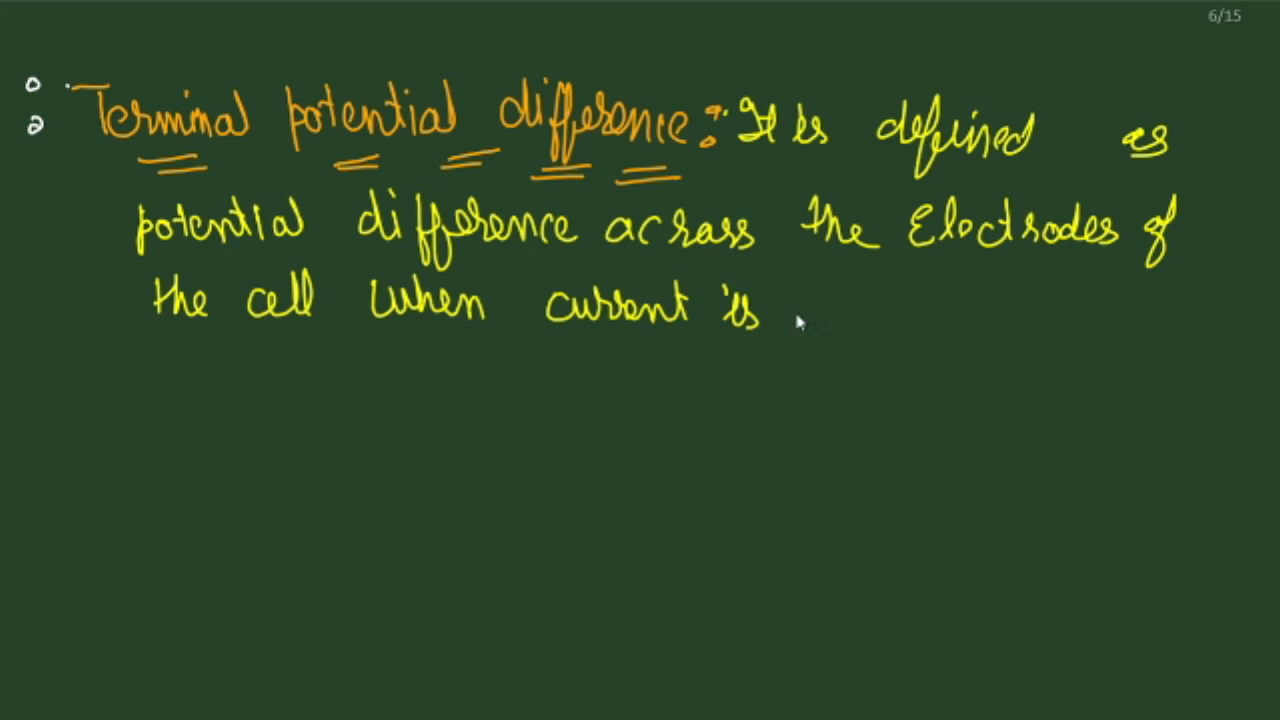 6/15
Terminal potential difference : It is defined as
potential difference across the Electrodes of
the cell when current is